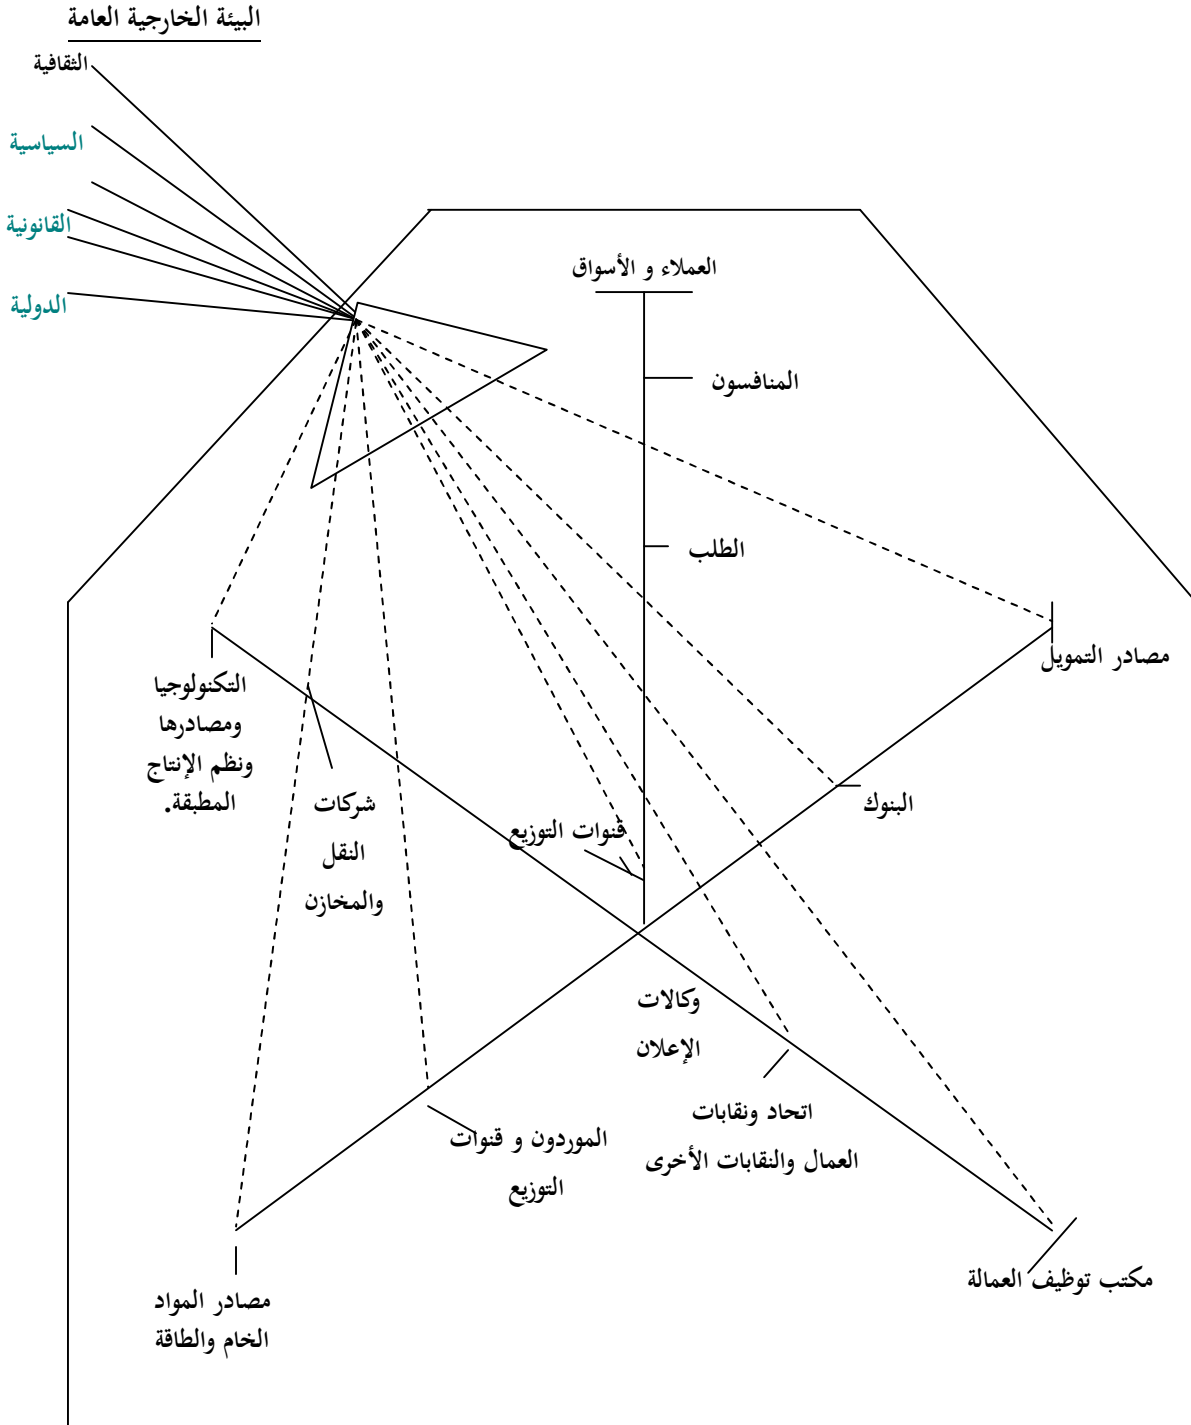 البيئة الخارجية العامة
الثقافية
السياسية
القانونية
الدولية
العملاء و الأسواق
المنافسون
الطلب
مصادر التمويل
التكنولوجيا
ومصادرها
ونظم الإنتاج
المطبقة.
شركات
النقل
والمخازن
البنوك
قنوات التوزيع
وكالات
الإعلان
اتحاد ونقابات
العمال والنقابات الأخرى
الموردون و قنوات
التوزيع
مكتب توظيف العمالة
مصادر المواد
الخام والطاقة